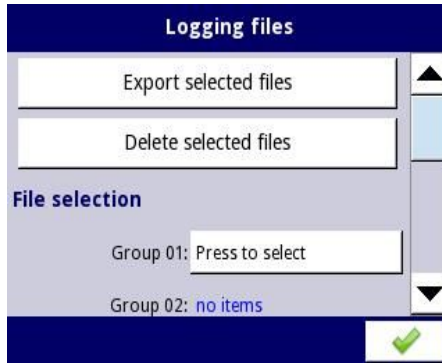 Logging files
Export selected files
Delete selected files
File selection
Group 01: Press to select
Group 02: no items